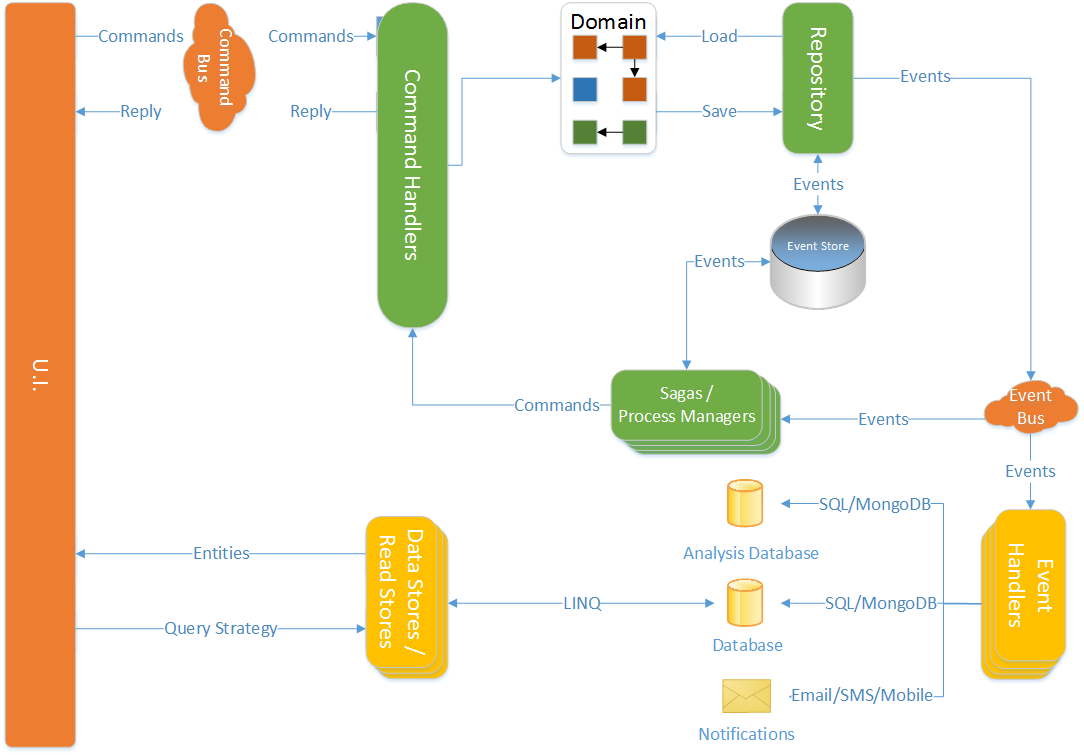 U.I.
Commands
Command
Bus
Commands
Reply
Reply
Command Handlers
Domain
Load
Save
Repository
Events
Events
Event Store
Events
Sagas /
Process Managers
Commands
Events
Event
Bus
Events
Event
Handlers
SQL/MongoDB
Analysis Database
SQL/MongoDB
Database
LINQ
Email/SMS/Mobile
Notifications
Data Stores /
Read Stores
Entities
Query Strategy